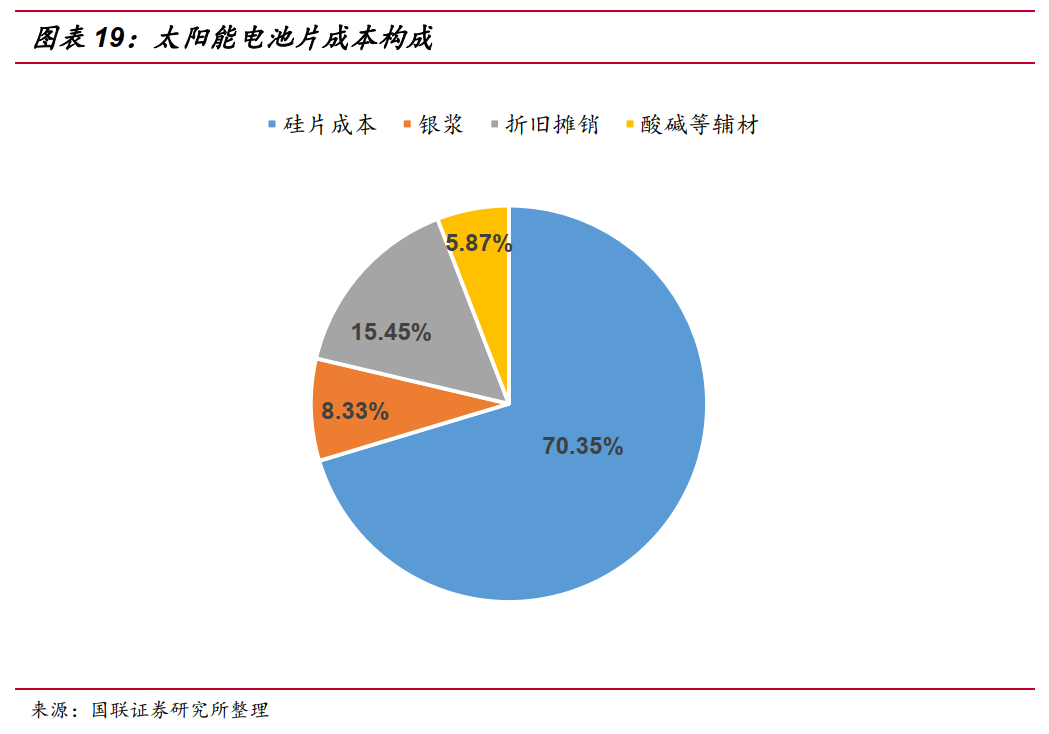 图表 19：太阳能电池片成本构成
硅片成本 银浆 折旧摊销 酸碱等辅材
5.87%
15.45%
8.33%
70.35%
来源：国联证券研究所整理